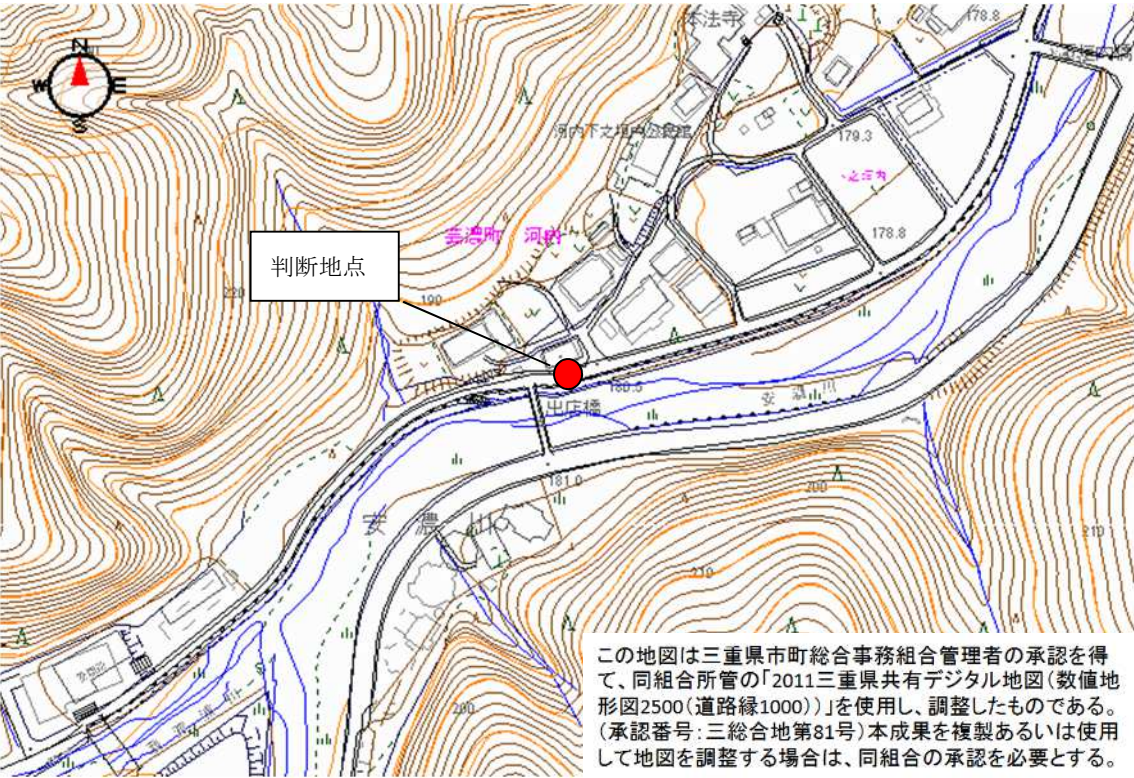 本法寺
178.8
N
W
E
S
河内下之垣内公民館
179.3
芸濃町 河内
178.8
判断地点
220
190
180.5
出店橋
安濃川
181.0
200
安濃川
210
210
200
この地図は三重県市町総合事務組合管理者の承認を得
て、同組合所管の「2011三重県共有デジタル地図(数値地
形図2500(道路縁1000))」を使用し、調整したものである。
(承認番号:三総合地第81号)本成果を複製あるいは使用
して地図を調整する場合は、同組合の承認を必要とする。